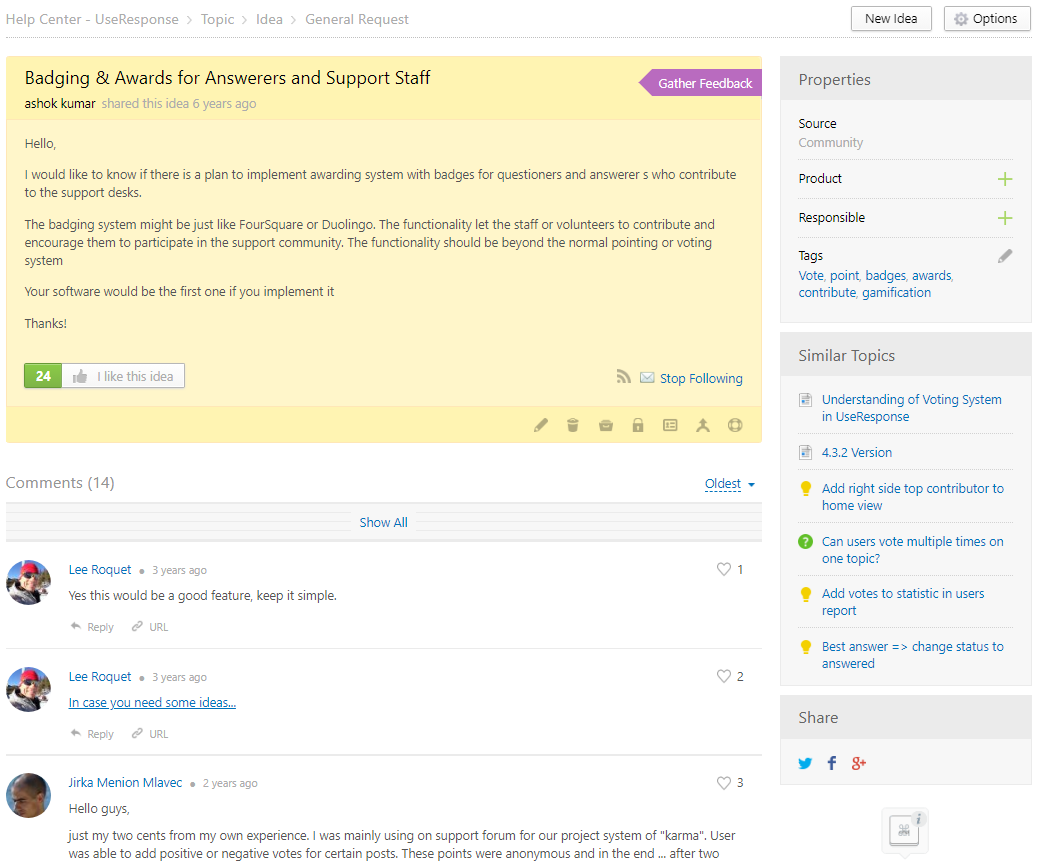 Help Center - UseResponse > Topic > Idea > General Request
New Idea
Options
Badging & Awards for Answerers and Support Staff
ashok kumar shared this idea 6 years ago
Gather Feedback
Hello,
I would like to know if there is a plan to implement awarding system with badges for questioners and answerer s who contribute
to the support desks.
The badging system might be just like FourSquare or Duolingo. The functionality let the staff or volunteers to contribute and
encourage them to participate in the support community. The functionality should be beyond the normal pointing or voting
system
Your software would be the first one if you implement it
Thanks!
24 I like this idea
Stop Following
Comments (14)
Oldest
Show All
Lee Roquet • 3 years ago
1
Yes this would be a good feature, keep it simple.
Reply URL
Lee Roquet • 3 years ago
2
In case you need some ideas...
Reply URL
Jirka Menion Mlavec • 2 years ago
3
Hello guys,
just my two cents from my own experience. I was mainly using on support forum for our project system of "karma". User
was able to add positive or negative votes for certain posts. These points were anonymous and in the end ... after two
Properties
Source
Community
Product
Responsible
Tags
Vote, point, badges, awards,
contribute, gamification
Similar Topics
Understanding of Voting System
in UseResponse
4.3.2 Version
Add right side top contributor to
home view
Can users vote multiple times on
one topic?
Add votes to statistic in users
report
Best answer => change status to
answered
Share